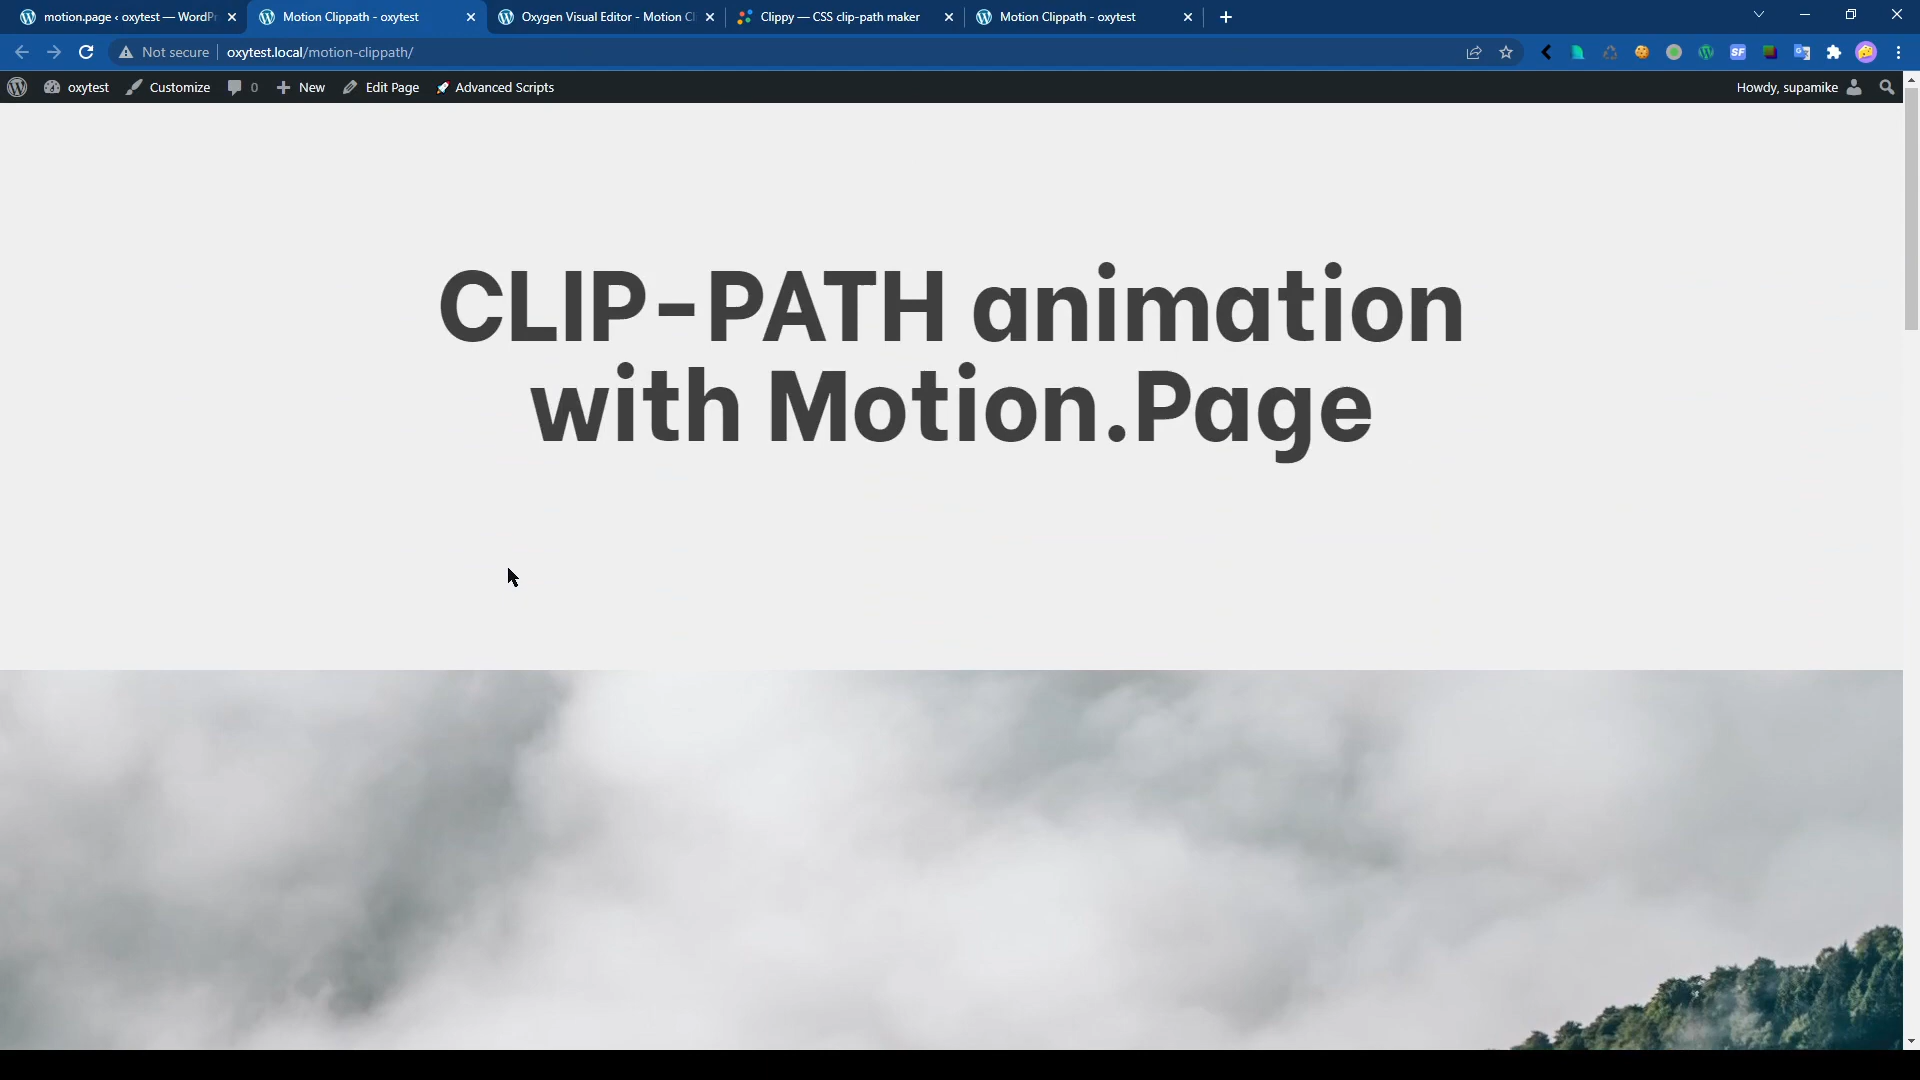 motion.page ‹ oxytest — WordPr
Motion Clippath - oxytest
Oxygen Visual Editor - Motion Cl
Clippy — CSS clip-path maker
Motion Clippath - oxytest
Not secure
oxytest.local/motion-clippath/
SF
oxytest
Customize
0
New
Edit Page
Advanced Scripts
Howdy, supamike
CLIP-PATH animation
with Motion.Page